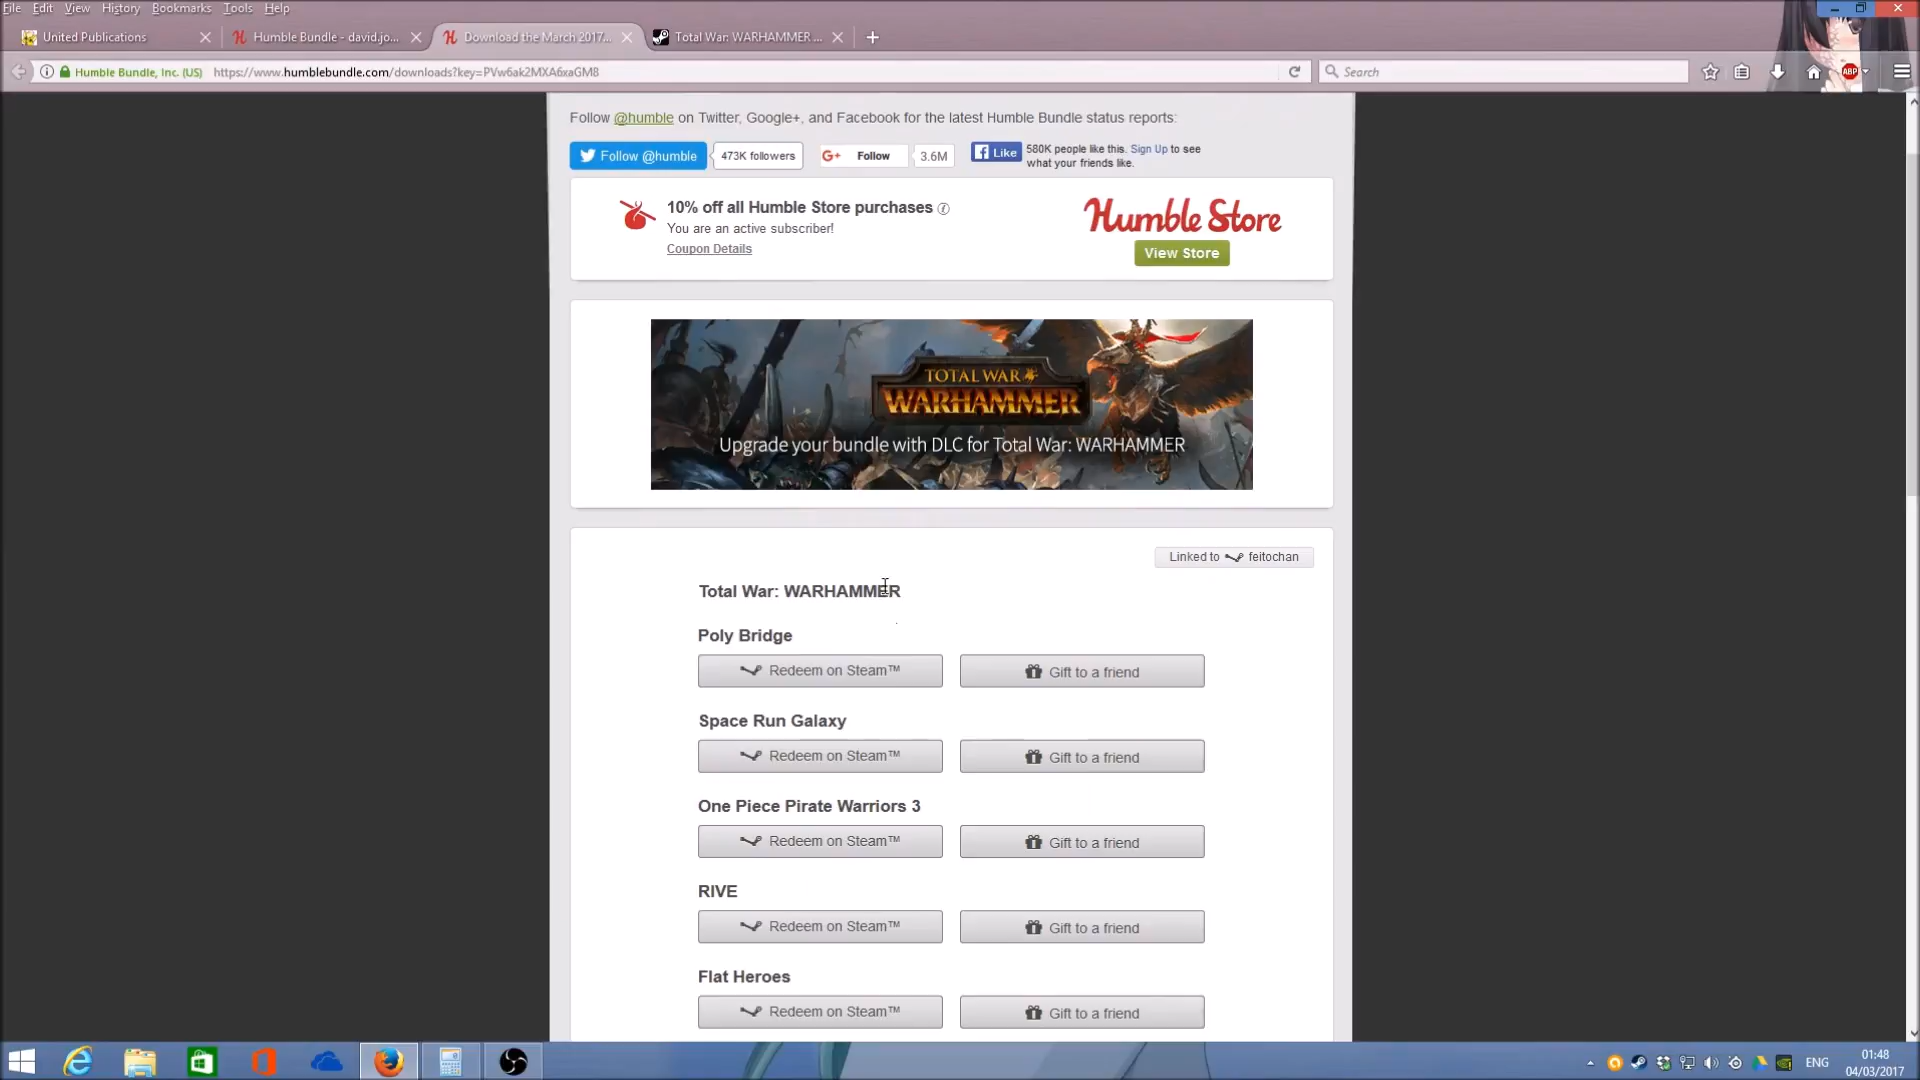 File Edit View History Bookmarks Tools Help
United Publications
Humble Bundle - david.jo...
Download the March 2017...
Total War: WARHAMMER ...
Humble Bundle, Inc. (US) https://www.humblebundle.com/downloads?key=PVw6ak2MXA6xaGM8
Search
ABP
Follow @humble on Twitter, Google+, and Facebook for the latest Humble Bundle status reports:
Follow @humble 473K followers G+ Follow 3.6M Like 580K people like this. Sign Up to see
what your friends like.
10% off all Humble Store purchases
You are an active subscriber!
Coupon Details
Humble Store
View Store
TOTAL WAR
WARHAMMER
Upgrade your bundle with DLC for Total War: WARHAMMER
Linked to feitochan
Total War: WARHAMMER
Poly Bridge
Redeem on Steam™ Gift to a friend
Space Run Galaxy
Redeem on Steam™ Gift to a friend
One Piece Pirate Warriors 3
Redeem on Steam™ Gift to a friend
RIVE
Redeem on Steam™ Gift to a friend
Flat Heroes
Redeem on Steam™ Gift to a friend
ENG
01:48
04/03/2017